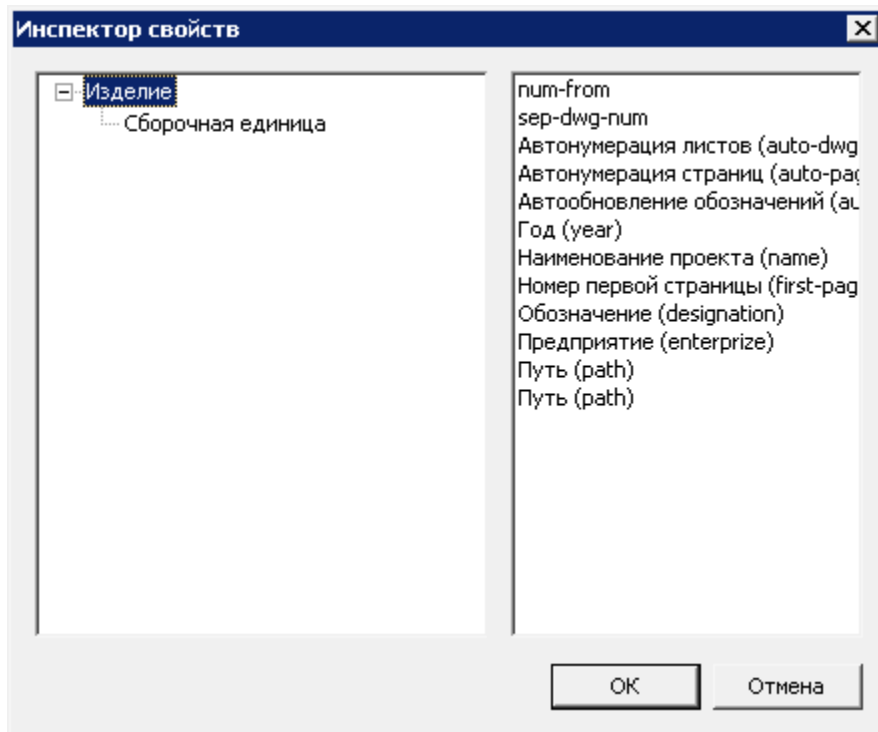 Инспектор свойств
Изделие
Сборочная единица
num-from
sep-dwg-num
Автонумерация листов (auto-dwg
Автонумерация страниц (auto-pag
Автообновление обозначений (au
Год (year)
Наименование проекта (name)
Номер первой страницы (first-pag
Обозначение (designation)
Предприятие (enterprize)
Путь (path)
Путь (path)
ОК
Отмена